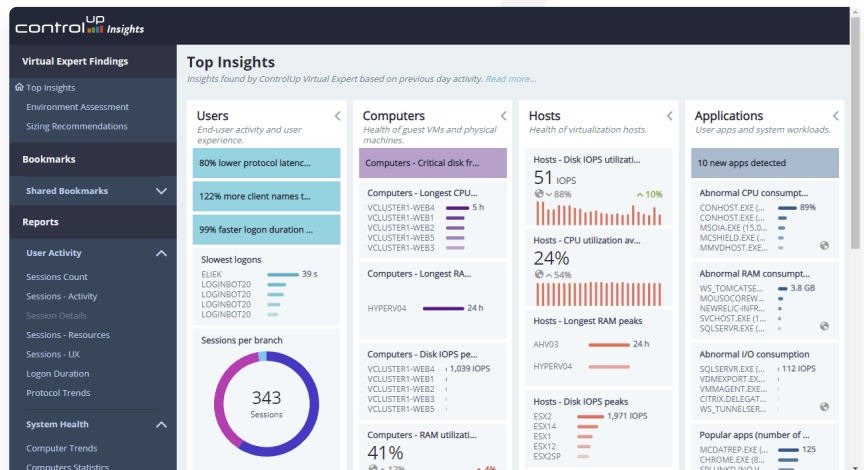 controlup Insights
Virtual Expert Findings
Top Insights
Environment Assessment
Sizing Recommendations
Bookmarks
Shared Bookmarks
Reports
User Activity
Sessions Count
Sessions - Activity
Session Details
Sessions - Resources
Sessions - UX
Logon Duration
Protocol Trends
System Health
Computer Trends
Computers Statistics
Top Insights
Insights found by ControlUp Virtual Expert based on previous day activity. Read more...
Users
End-user activity and user
experience.
80% lower protocol latenc...
122% more client names t...
99% faster logon duration ...
Slowest logons
ELIEK 39 s
LOGINBOT20
LOGINBOT20
LOGINBOT20
LOGINBOT20
Sessions per branch
343
Sessions
Computers
Health of guest VMs and physical
machines.
Computers - Critical disk fr...
Computers - Longest CPU...
VCLUSTER1-WEB4 5 h
VCLUSTER1-WEB1
VCLUSTER1-WEB2
VCLUSTER1-WEB5
VCLUSTER1-WEB3
Computers - Longest RA...
HYPERV04 24 h
Computers - Disk IOPS pe...
VCLUSTER1-WEB4 1,039 IOPS
VCLUSTER1-WEB1
VCLUSTER1-WEB2
VCLUSTER1-WEB3
VCLUSTER1-WEB5
Computers - RAM utilizati...
41%
17% 4%
Hosts
Health of virtualization hosts.
Hosts - Disk IOPS utilizati...
51 IOPS
88% 10%
Hosts - CPU utilization av...
24%
54%
Hosts - Longest RAM peaks
AHV03 24 h
HYPERV04
Hosts - Disk IOPS peaks
ESX2 1,971 IOPS
ESX14
ESX1
ESX12
ESX2SP
Applications
User apps and system workloads.
10 new apps detected
Abnormal CPU consumpt...
CONHOST.EXE (... 89%
CONHOST.EXE (...
MSOIA.EXE (15.0...
MCSHIELD.EXE (...
MMVDHOST.EXE...
Abnormal RAM consumpt...
WS_TOMCATSE... 3.8 GB
MOUSOCOREW...
NEWRELIC-INFR...
SVCHOST.EXE (1...
SQLSERVR.EXE (...
Abnormal I/O consumption
SQLSERVR.EXE (... 112 IOPS
VDMEXPORT.EX...
VMMAGENT.EXE...
CITRIX.DELEGAT...
WS_TUNNELSER...
Popular apps (number of ...
MCDATREP.EXE (... 125
CHROME.EXE (8...